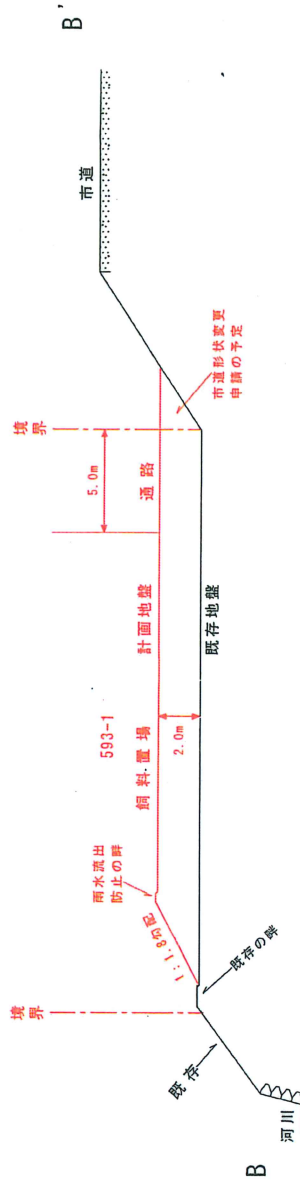 B
河川
既存
境
界
既存の畔
1:1.8勾配
雨水流出
防止の畔
飼料置場
593-1
2.0m
計画地盤
既存地盤
通路
5.0m
境
界
市道形状変更
申請の予定
市道
B'